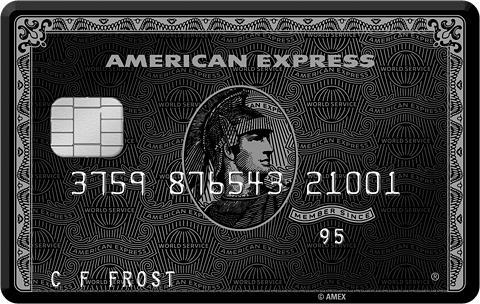 AMERICAN EXPRESS
3759 876543 21001
MEMBER SINCE
95
C F FROST
®
© AMEX